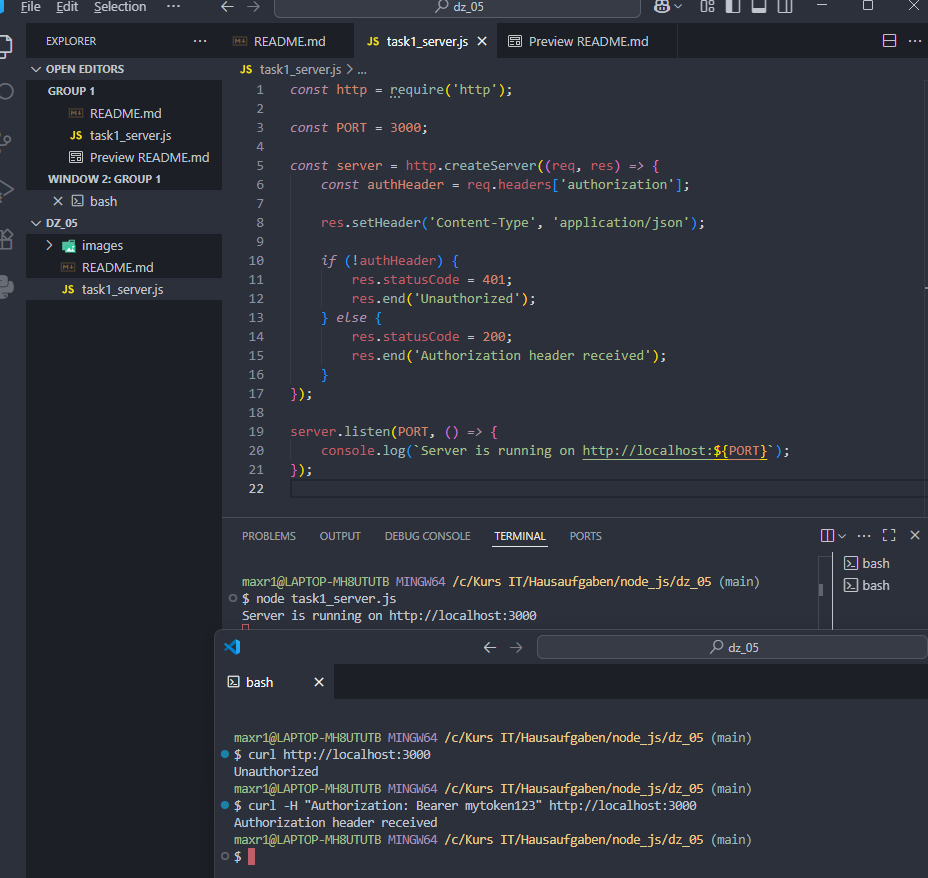 File Edit Selection ··· dz_05
EXPLORER ···
OPEN EDITORS
GROUP 1
README.md
JS task1_server.js
Preview README.md
WINDOW 2: GROUP 1
bash
DZ_05
images
README.md
JS task1_server.js
README.md JS task1_server.js Preview README.md ···
JS task1_server.js > ...
1 const http = require('http');
2
3 const PORT = 3000;
4
5 const server = http.createServer((req, res) => {
6 const authHeader = req.headers['authorization'];
7
8 res.setHeader('Content-Type', 'application/json');
9
10 if (!authHeader) {
11 res.statusCode = 401;
12 res.end('Unauthorized');
13 } else {
14 res.statusCode = 200;
15 res.end('Authorization header received');
16 }
17 });
18
19 server.listen(PORT, () => {
20 console.log(`Server is running on http://localhost:${PORT}`);
21 });
22
PROBLEMS OUTPUT DEBUG CONSOLE TERMINAL PORTS ···
maxr1@LAPTOP-MH8UTUTB MINGW64 /c/Kurs IT/Hausaufgaben/node_js/dz_05 (main)
$ node task1_server.js
Server is running on http://localhost:3000
bash
bash
dz_05
bash
maxr1@LAPTOP-MH8UTUTB MINGW64 /c/Kurs IT/Hausaufgaben/node_js/dz_05 (main)
$ curl http://localhost:3000
Unauthorized
maxr1@LAPTOP-MH8UTUTB MINGW64 /c/Kurs IT/Hausaufgaben/node_js/dz_05 (main)
$ curl -H "Authorization: Bearer mytoken123" http://localhost:3000
Authorization header received
maxr1@LAPTOP-MH8UTUTB MINGW64 /c/Kurs IT/Hausaufgaben/node_js/dz_05 (main)
$